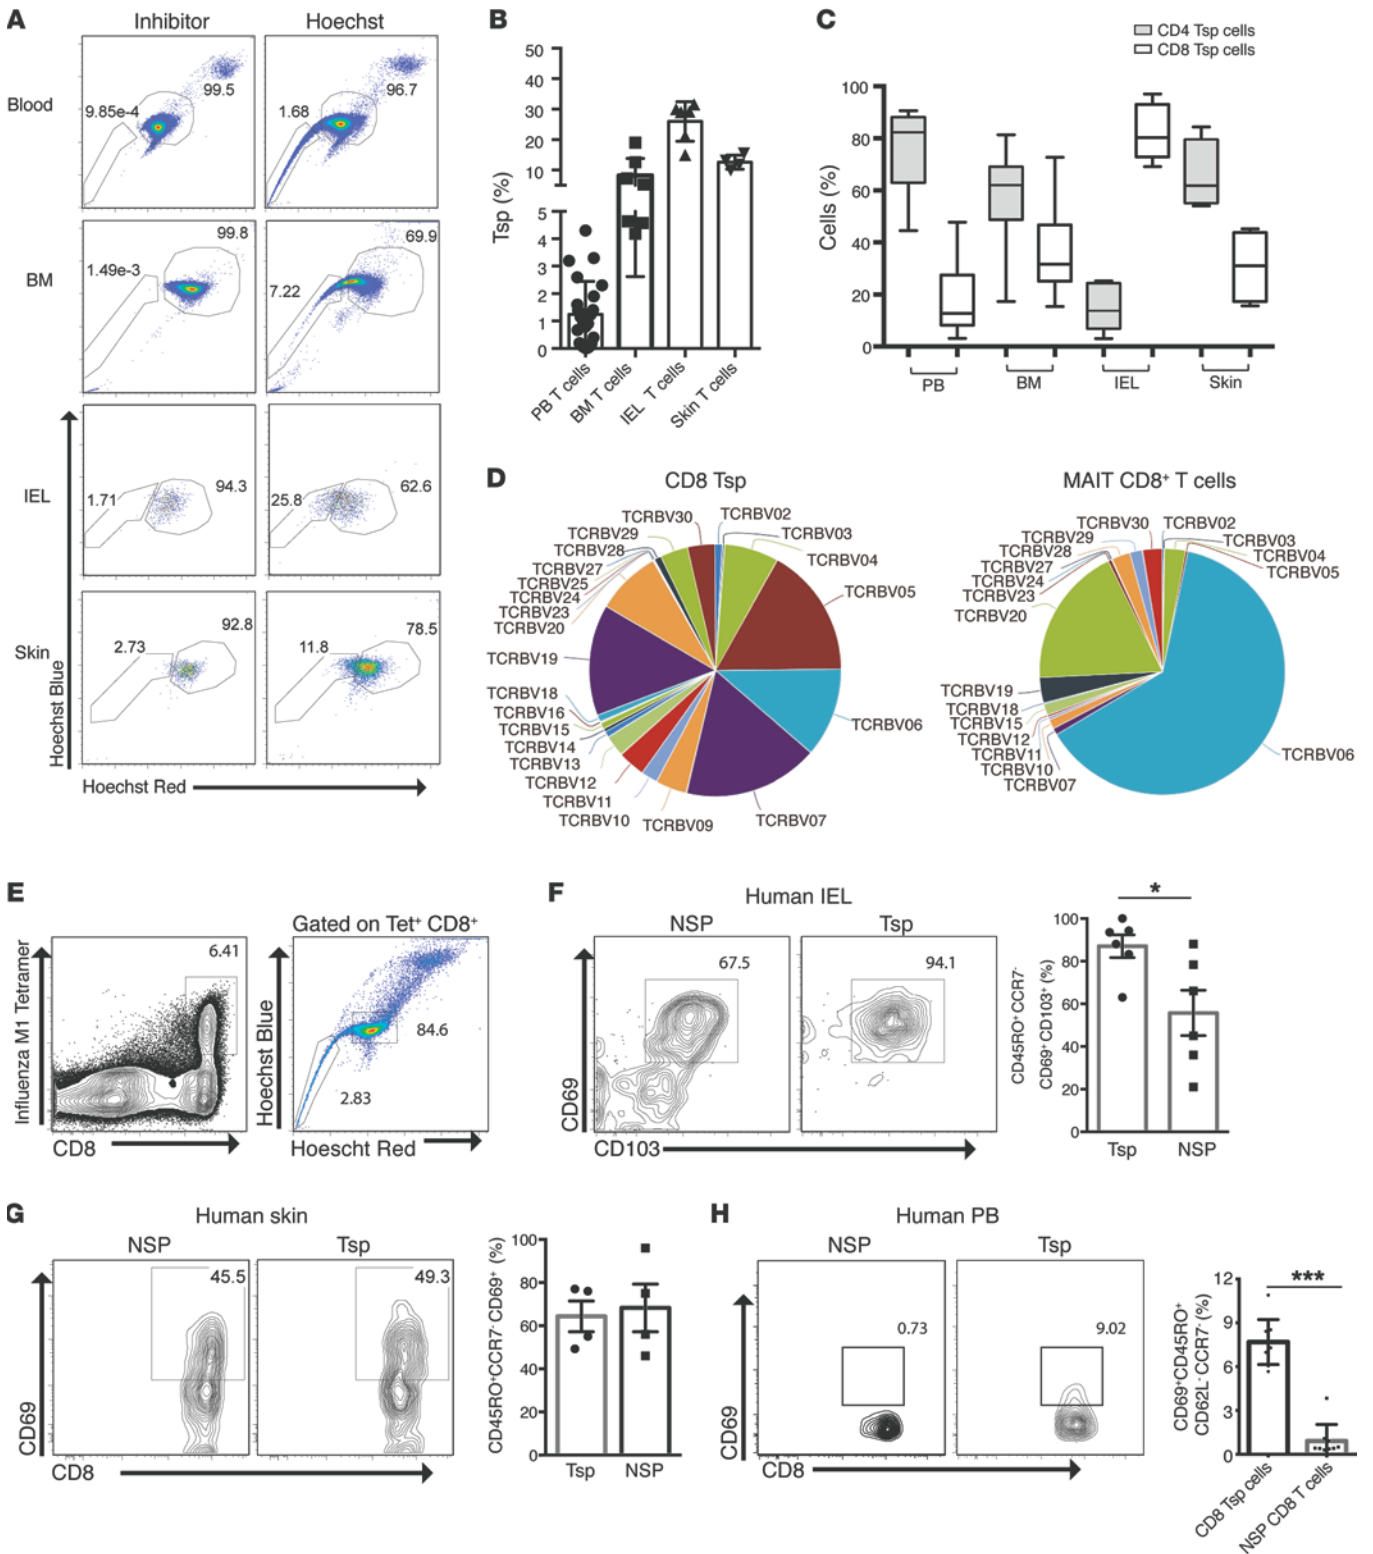 A
Inhibitor
Hoechst
Blood
9.85e-4
99.5
1.68
96.7
BM
1.49e-3
99.8
7.22
69.9
IEL
1.71
94.3
25.8
62.6
Skin
2.73
92.8
11.8
78.5
Hoechst Blue
Hoechst Red
B
Tsp (%)
50
40
30
20
10
5
4
3
2
1
0
PB T cells
BM T cells
IEL T cells
Skin T cells
C
CD4 Tsp cells
CD8 Tsp cells
Cells (%)
100
80
60
40
20
0
PB
BM
IEL
Skin
D
CD8 Tsp
TCRBV30
TCRBV02
TCRBV29
TCRBV03
TCRBV28
TCRBV04
TCRBV27
TCRBV25
TCRBV05
TCRBV24
TCRBV23
TCRBV20
TCRBV19
TCRBV18
TCRBV16
TCRBV06
TCRBV15
TCRBV14
TCRBV13
TCRBV12
TCRBV11
TCRBV10
TCRBV09
TCRBV07
MAIT CD8+ T cells
TCRBV30
TCRBV02
TCRBV29
TCRBV03
TCRBV28
TCRBV04
TCRBV27
TCRBV05
TCRBV24
TCRBV23
TCRBV20
TCRBV19
TCRBV18
TCRBV15
TCRBV12
TCRBV11
TCRBV06
TCRBV10
TCRBV07
E
Influenza M1 Tetramer
6.41
CD8
Gated on Tet+ CD8+
Hoechst Blue
84.6
2.83
Hoescht Red
F
Human IEL
NSP
Tsp
67.5
94.1
CD69
CD103
*
CD45RO+ CCR7-
CD69+ CD103+ (%)
100
80
60
40
20
0
Tsp
NSP
G
Human skin
NSP
Tsp
45.5
49.3
CD69
CD8
CD45RO+CCR7- CD69+ (%)
100
80
60
40
20
0
Tsp
NSP
H
Human PB
NSP
Tsp
0.73
9.02
CD69
CD8
***
CD69+CD45RO+
CD62L- CCR7- (%)
12
9
6
3
0
CD8 Tsp cells
NSP CD8 T cells